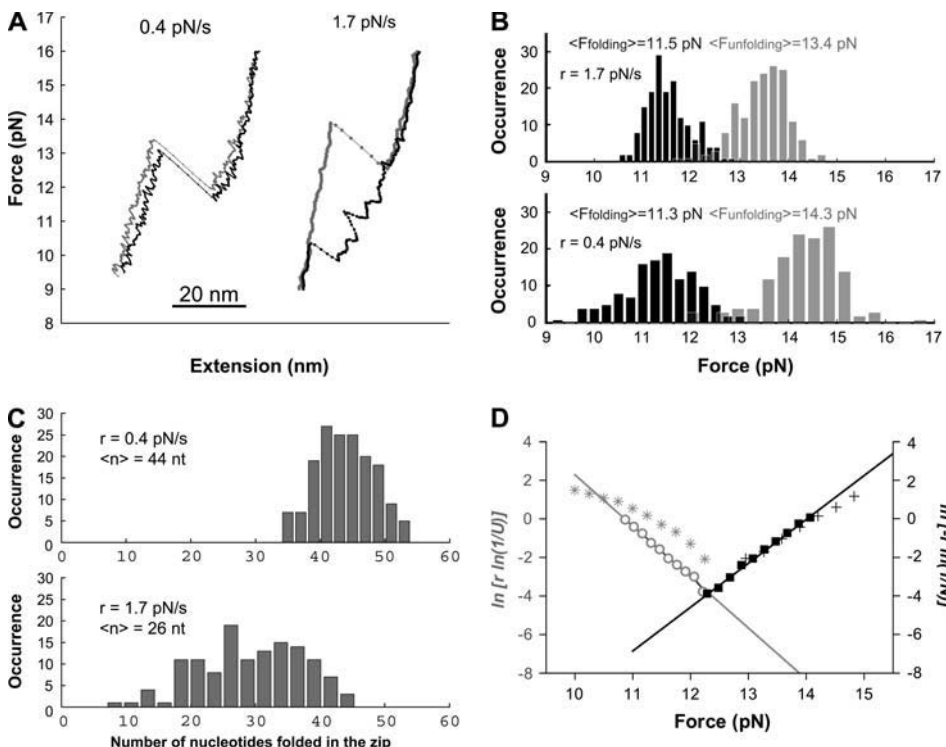 A
0.4 pN/s
1.7 pN/s
Force (pN)
17
16
15
14
13
12
11
10
9
8
20 nm
Extension (nm)
B
<Ffolding>=11.5 pN <Funfolding>=13.4 pN
r = 1.7 pN/s
Occurrence
30
20
10
0
9 10 11 12 13 14 15 16 17
<Ffolding>=11.3 pN <Funfolding>=14.3 pN
r = 0.4 pN/s
Occurrence
30
20
10
0
9 10 11 12 13 14 15 16 17
Force (pN)
C
r = 0.4 pN/s
<n> = 44 nt
Occurrence
30
25
20
15
10
5
0
0 10 20 30 40 50 60
r = 1.7 pN/s
<n> = 26 nt
Occurrence
30
25
20
15
10
5
0
0 10 20 30 40 50 60
Number of nucleotides folded in the zip
D
ln [r ln(1/U)]
4
2
0
-2
-4
-6
-8
4
2
0
-2
-4
-6
-8
10 11 12 13 14 15
Force (pN)